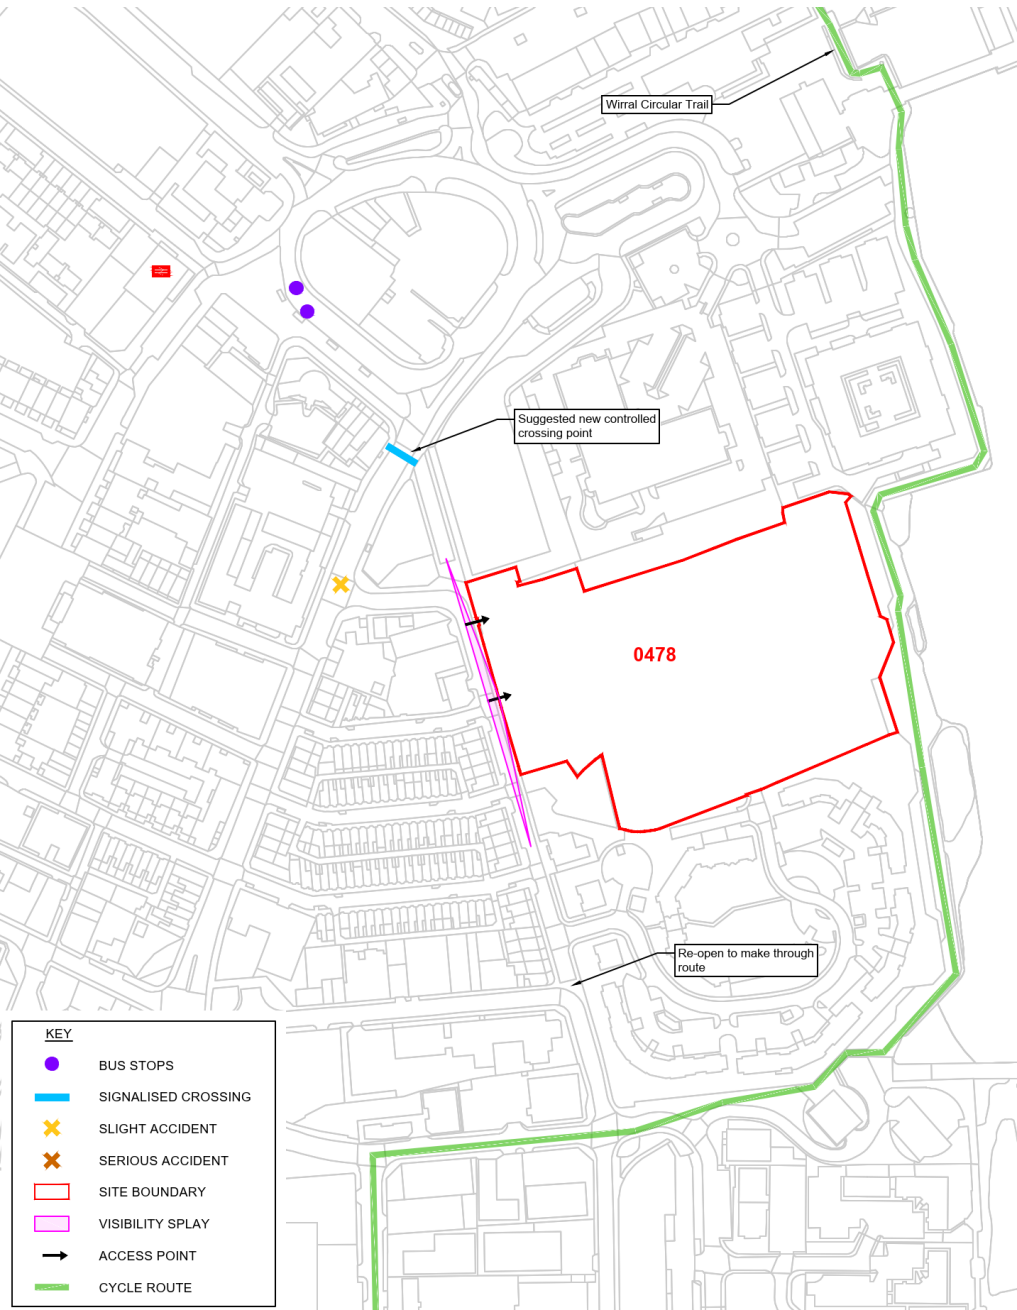 Wirral Circular Trail
Suggested new controlled
crossing point
0478
Re-open to make through
route
KEY
BUS STOPS
SIGNALISED CROSSING
SLIGHT ACCIDENT
SERIOUS ACCIDENT
SITE BOUNDARY
VISIBILITY SPLAY
ACCESS POINT
CYCLE ROUTE